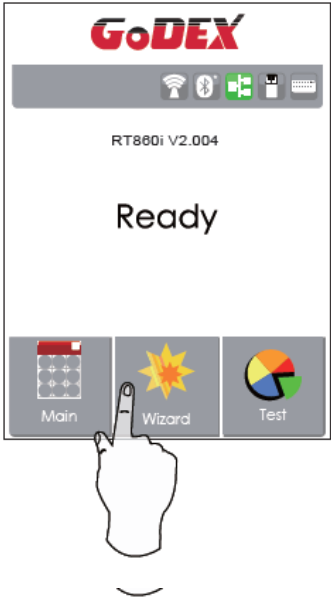 GoDEX
RT860i V2.004
Ready
Main
Wizard
Test